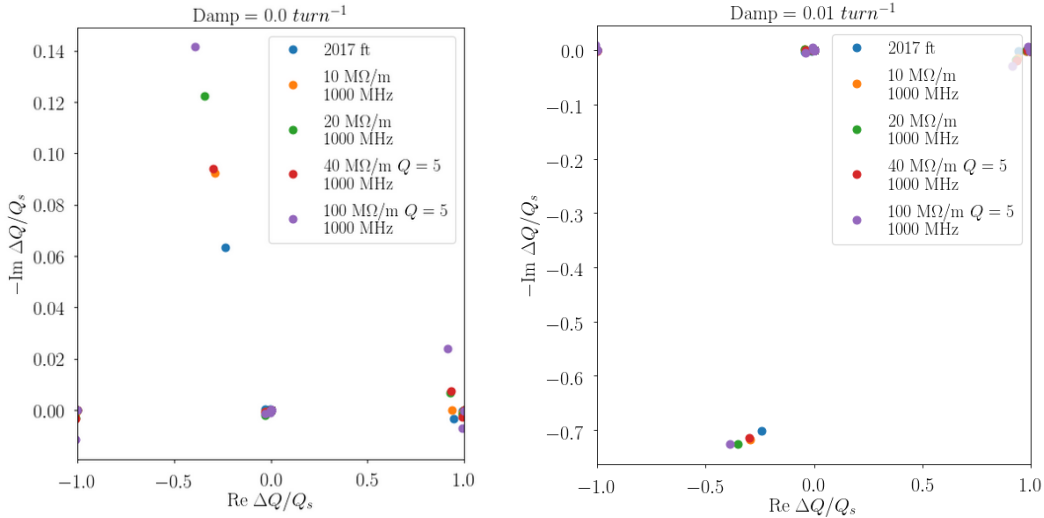 Damp = 0.0 turn⁻¹
0.14
0.12
0.10
0.08
0.06
0.04
0.02
0.00
−Im ΔQ/Qₛ
2017 ft
10 MΩ/m
1000 MHz
20 MΩ/m
1000 MHz
40 MΩ/m Q = 5
1000 MHz
100 MΩ/m Q = 5
1000 MHz
−1.0
−0.5
0.0
0.5
1.0
Re ΔQ/Qₛ
Damp = 0.01 turn⁻¹
0.0
−0.1
−0.2
−0.3
−0.4
−0.5
−0.6
−0.7
−Im ΔQ/Qₛ
2017 ft
10 MΩ/m
1000 MHz
20 MΩ/m
1000 MHz
40 MΩ/m Q = 5
1000 MHz
100 MΩ/m Q = 5
1000 MHz
−1.0
−0.5
0.0
0.5
1.0
Re ΔQ/Qₛ